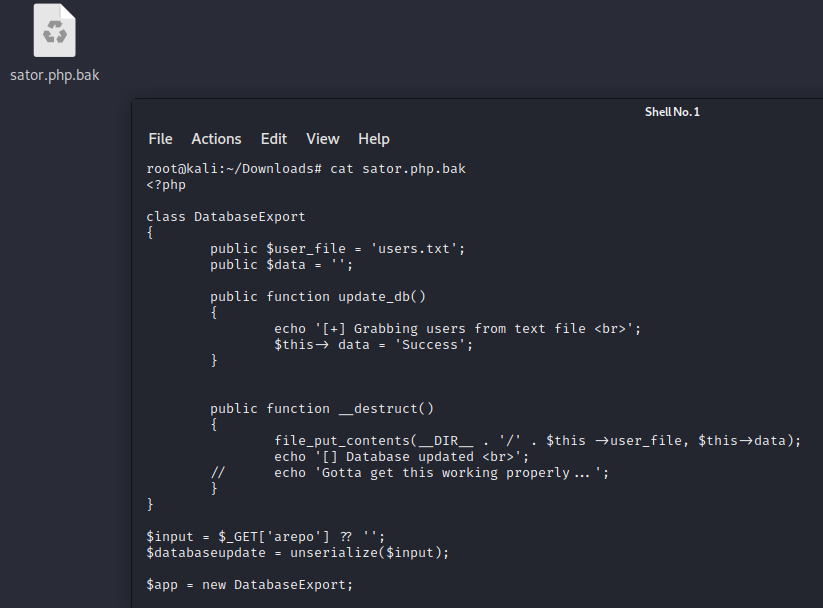 sator.php.bak
Shell No. 1
File Actions Edit View Help
root@kali:~/Downloads# cat sator.php.bak
<?php
class DatabaseExport
{
public $user_file = 'users.txt';
public $data = '';
public function update_db()
{
echo '[+] Grabbing users from text file <br>';
$this-> data = 'Success';
}
public function __destruct()
{
file_put_contents(__DIR__ . '/' . $this ->user_file, $this->data);
echo '[] Database updated <br>';
// echo 'Gotta get this working properly...';
}
}
$input = $_GET['arepo'] ?? '';
$databaseupdate = unserialize($input);
$app = new DatabaseExport;